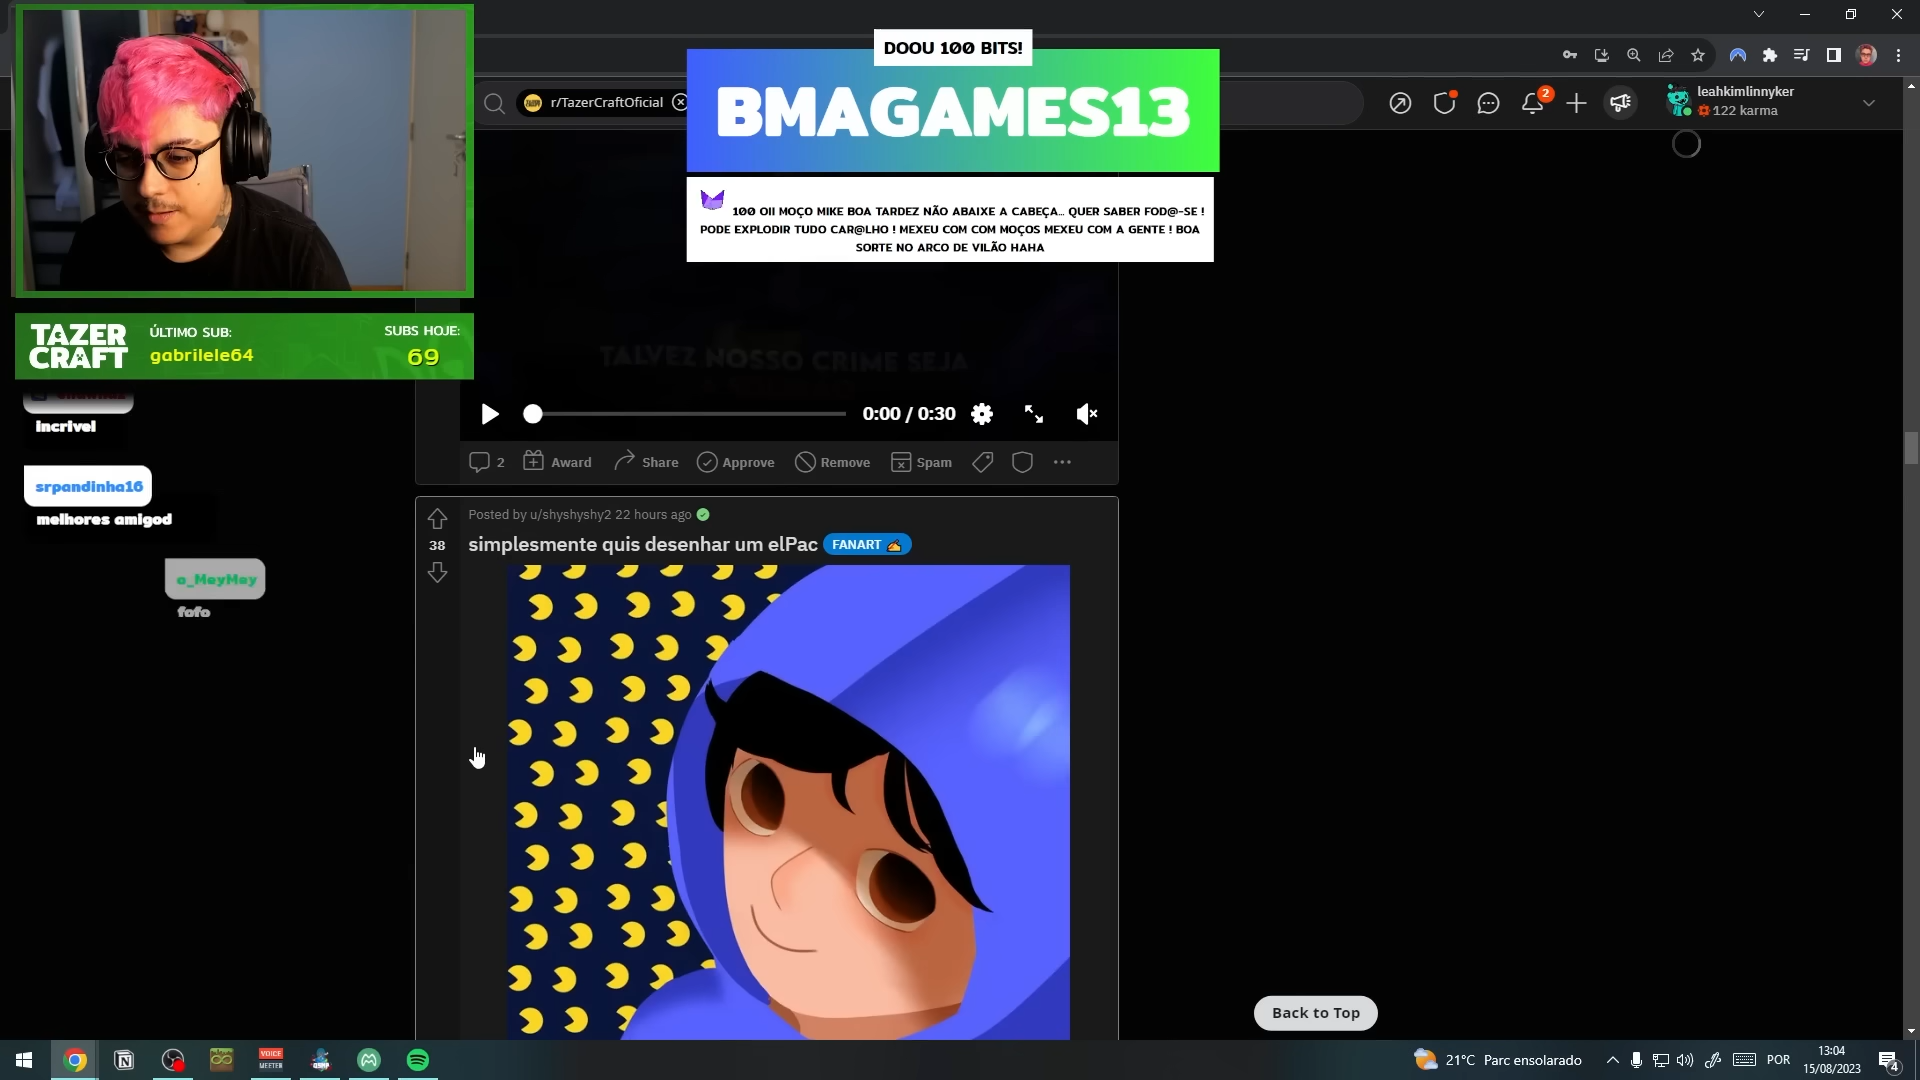 DOOU 100 BITS!
BMAGAMES13
100 OII MOÇO MIKE BOA TARDEZ NÃO ABAIXE A CABEÇA... QUER SABER FOD@-SE !
PODE EXPLODIR TUDO CAR@LHO ! MEXEU COM COM MOÇOS MEXEU COM A GENTE ! BOA
SORTE NO ARCO DE VILÃO HAHA
r/TazerCraftOficial
2
leahkimlinnyker
122 karma
TAZER
CRAFT
ÚLTIMO SUB:
gabrilele64
SUBS HOJE:
69
incrivel
srpandinha16
melhores amigod
o_MeyMey
fofo
TALVEZ NOSSO CRIME SEJA
0:00 / 0:30
2
Award
Share
Approve
Remove
Spam
38
Posted by u/shyshyshy2 22 hours ago
simplesmente quis desenhar um elPac
FANART
Back to Top
VOICE
MEETER
21°C Parc ensolarado
POR
13:04
15/08/2023
4